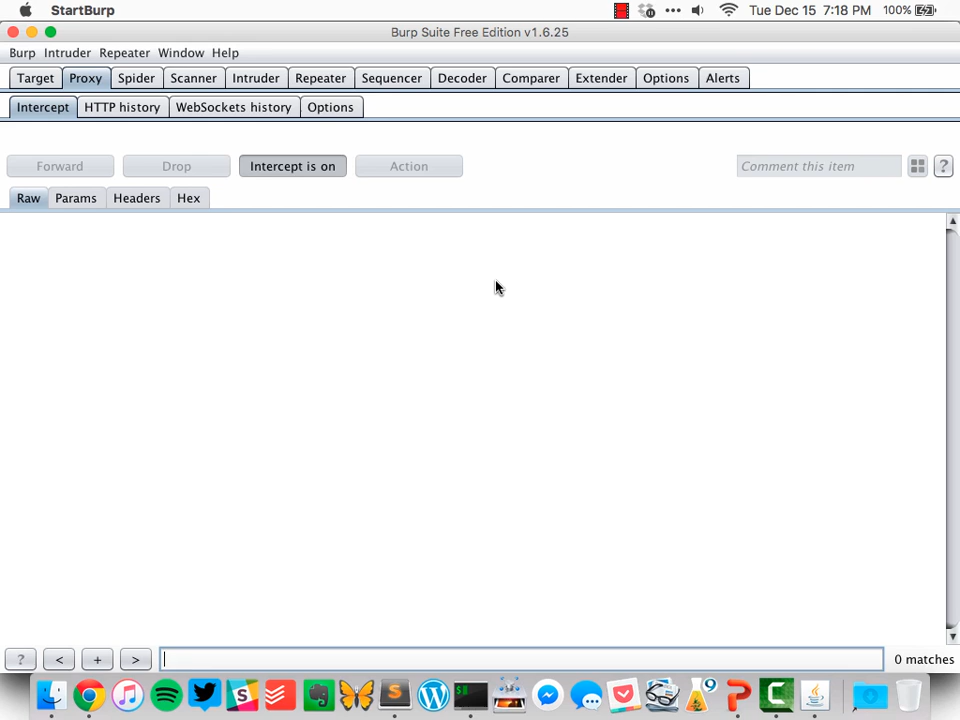 StartBurp Tue Dec 15 7:18 PM 100%
Burp Suite Free Edition v1.6.25
Burp Intruder Repeater Window Help
Target Proxy Spider Scanner Intruder Repeater Sequencer Decoder Comparer Extender Options Alerts
Intercept HTTP history WebSockets history Options
Forward Drop Intercept is on Action Comment this item ?
Raw Params Headers Hex
? < + > 0 matches
9